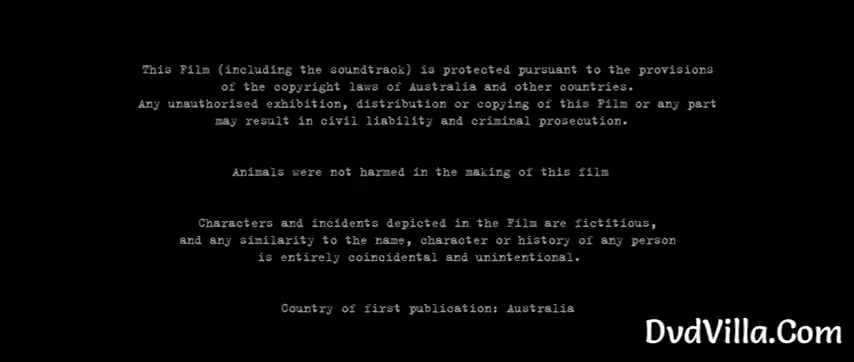 This Film (including the soundtrack) is protected pursuant to the provisions
of the copyright laws of Australia and other countries.
Any unauthorised exhibition, distribution or copying of this Film or any part
may result in civil liability and criminal prosecution.
Animals were not harmed in the making of this film
Characters and incidents depicted in the Film are fictitious,
and any similarity to the name, character or history of any person
is entirely coincidental and unintentional.
Country of first publication: Australia
DvdVilla.Com